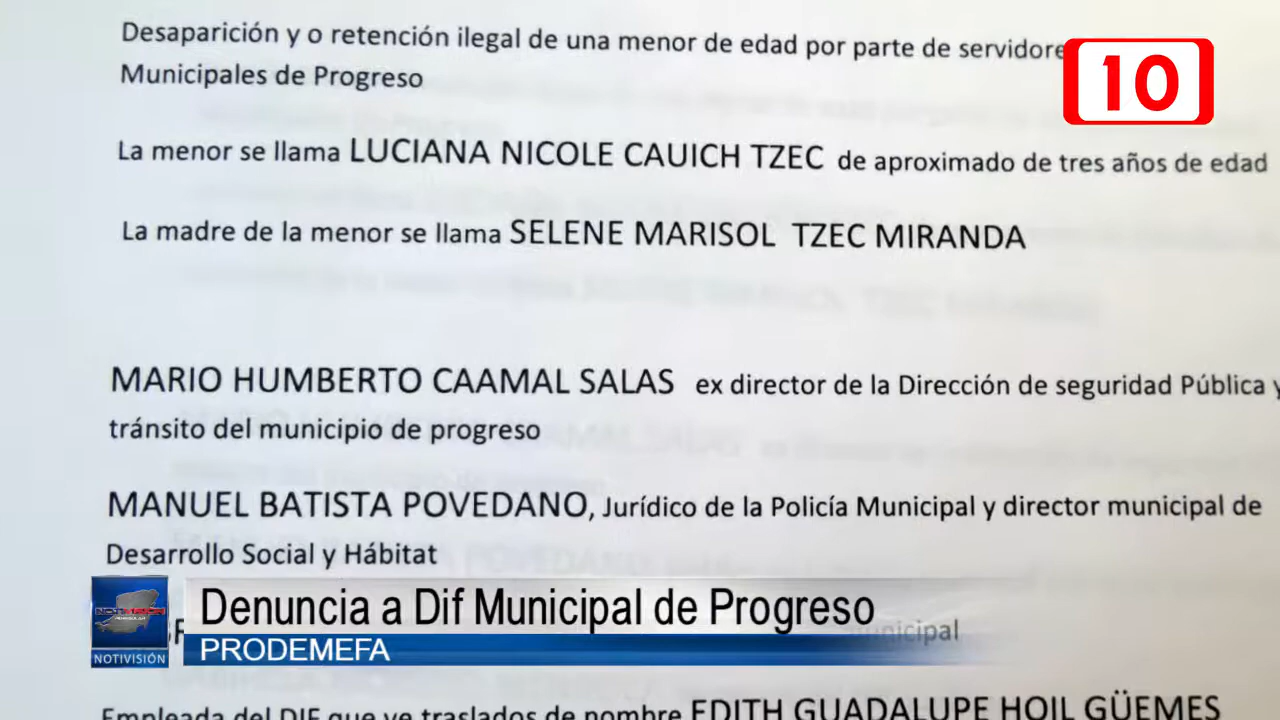 Desaparición y o retención ilegal de una menor de edad por parte de servidore
10
Municipales de Progreso
La menor se llama LUCIANA NICOLE CAUICH TZEC de aproximado de tres años de edad
La madre de la menor se llama SELENE MARISOL TZEC MIRANDA
MARIO HUMBERTO CAAMAL SALAS ex director de la Dirección de seguridad Pública y
tránsito del municipio de progreso
MANUEL BATISTA POVEDANO, Jurídico de la Policía Municipal y director municipal de
Desarrollo Social y Hábitat
Denuncia a Dif Municipal de Progreso
PRODEMEFA
NOTIVISIÓN
Empleada del DIF que ve traslados de nombre EDITH GUADALUPE HOIL GÜEMES